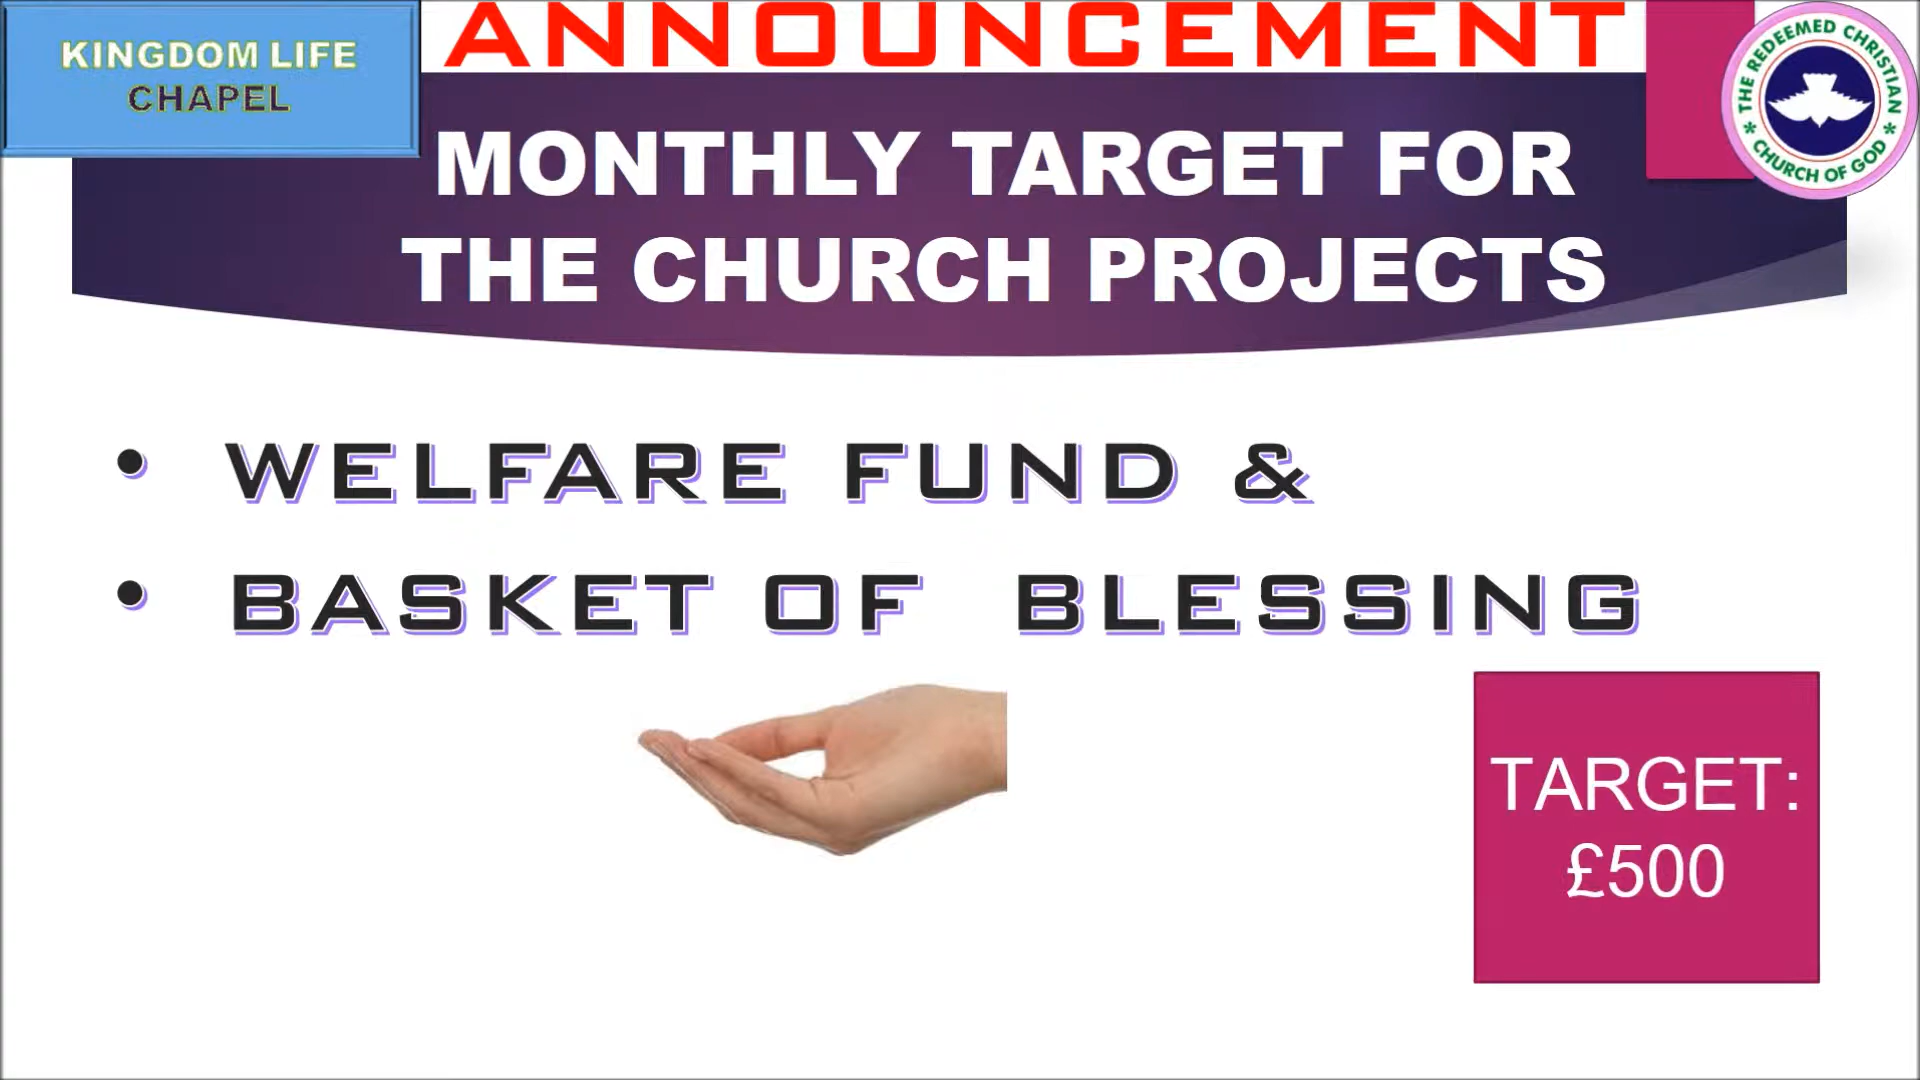 ANNOUNCEMENT
KINGDOM LIFE
CHAPEL
THE REDEEMED CHRISTIAN
* CHURCH OF GOD *
MONTHLY TARGET FOR
THE CHURCH PROJECTS
• WELFARE FUND &
• BASKET OF BLESSING
TARGET:
£500